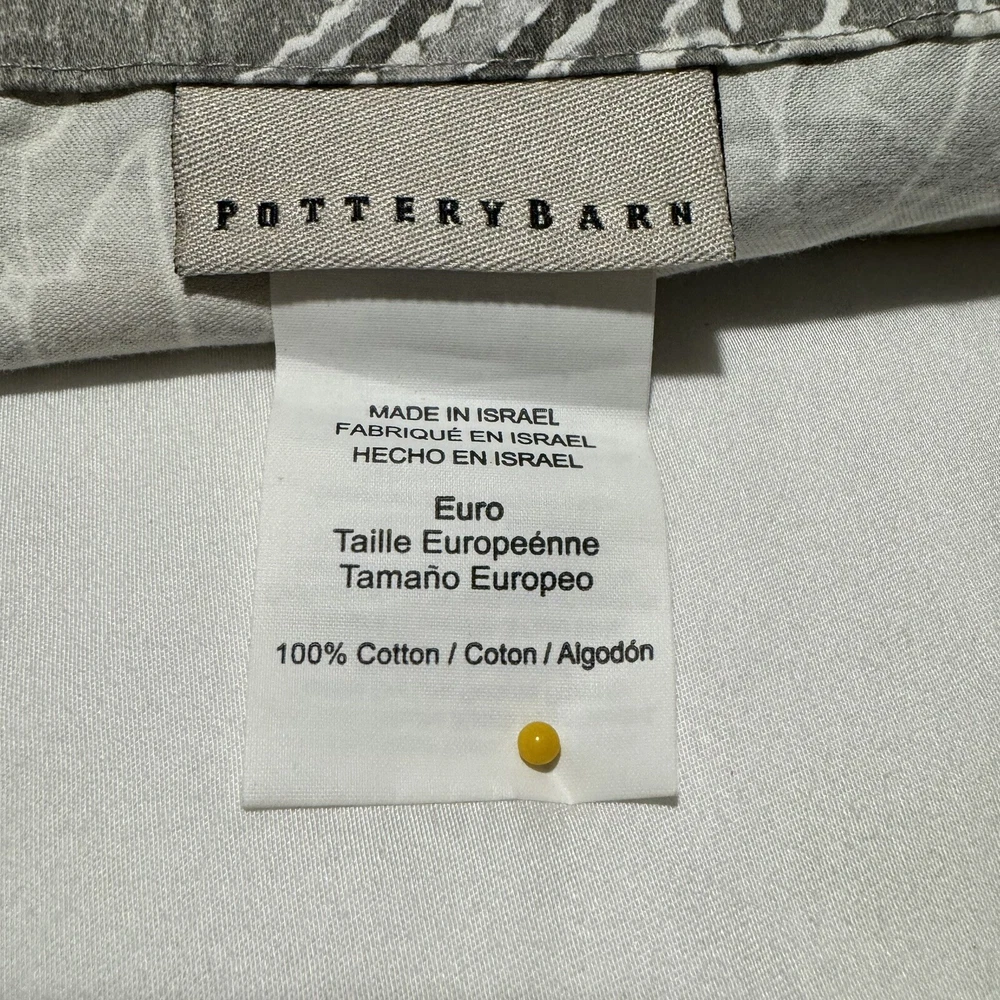 POTTERYBARN
MADE IN ISRAEL
FABRIQUÉ EN ISRAEL
HECHO EN ISRAEL
Euro
Taille Europeénne
Tamaño Europeo
100% Cotton / Coton / Algodón